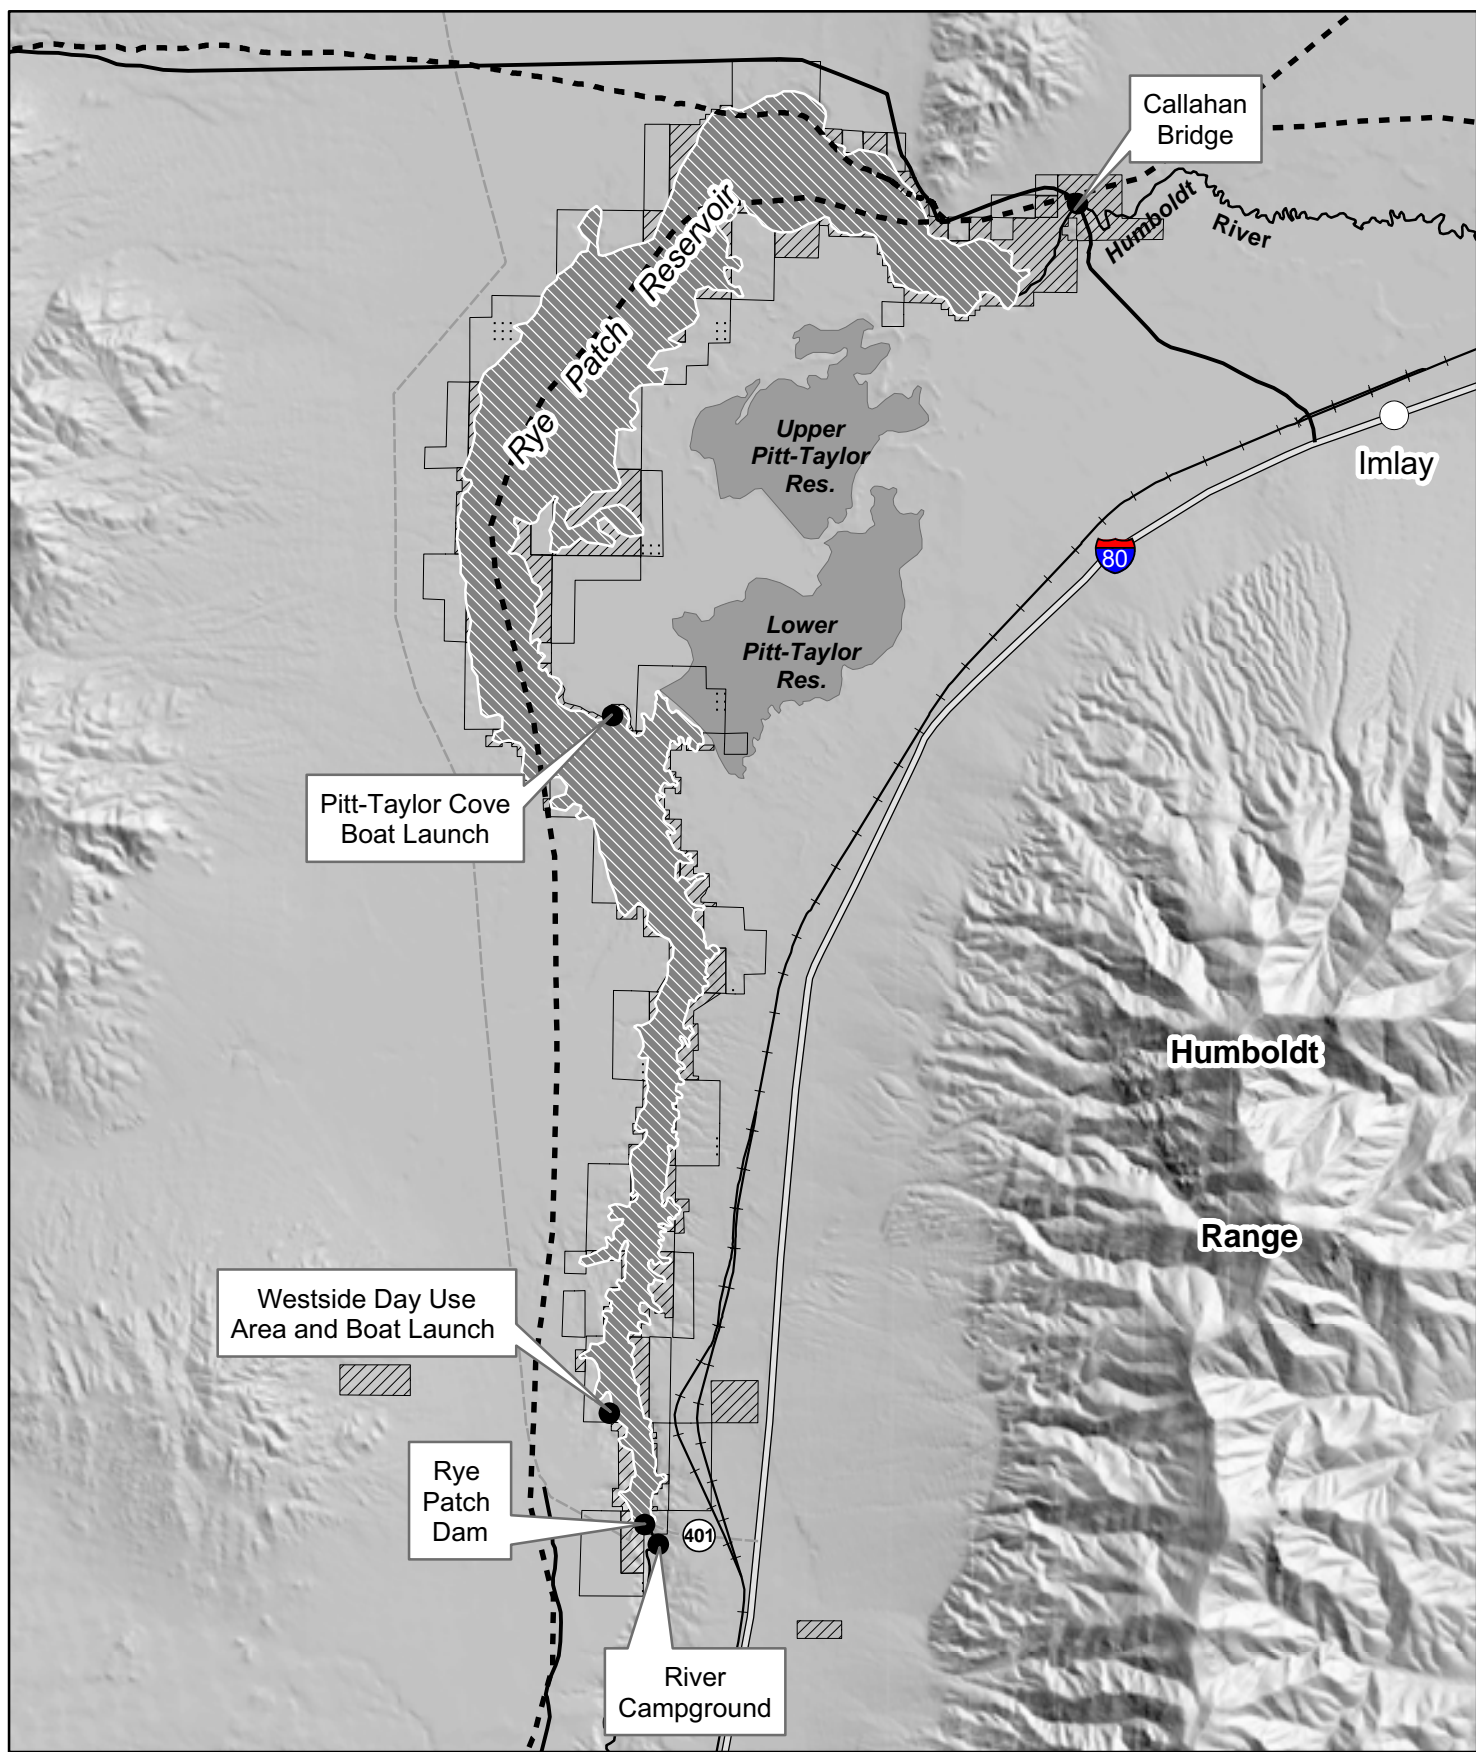 Callahan
Bridge
Humboldt
River
Rye Patch Reservoir
Upper
Pitt-Taylor
Res.
Imlay
80
Lower
Pitt-Taylor
Res.
Pitt-Taylor Cove
Boat Launch
Humboldt
Range
Westside Day Use
Area and Boat Launch
Rye
Patch
Dam
401
River
Campground